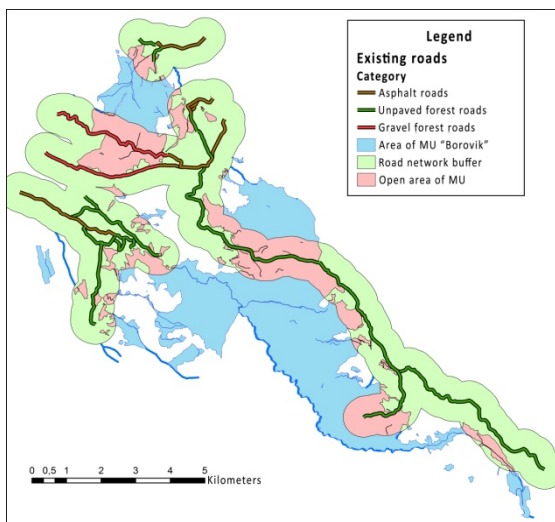 Legend
Existing roads
Category
Asphalt roads
Unpaved forest roads
Gravel forest roads
Area of MU "Borovik"
Road network buffer
Open area of MU
0 0,5 1 2 3 4 5
Kilometers